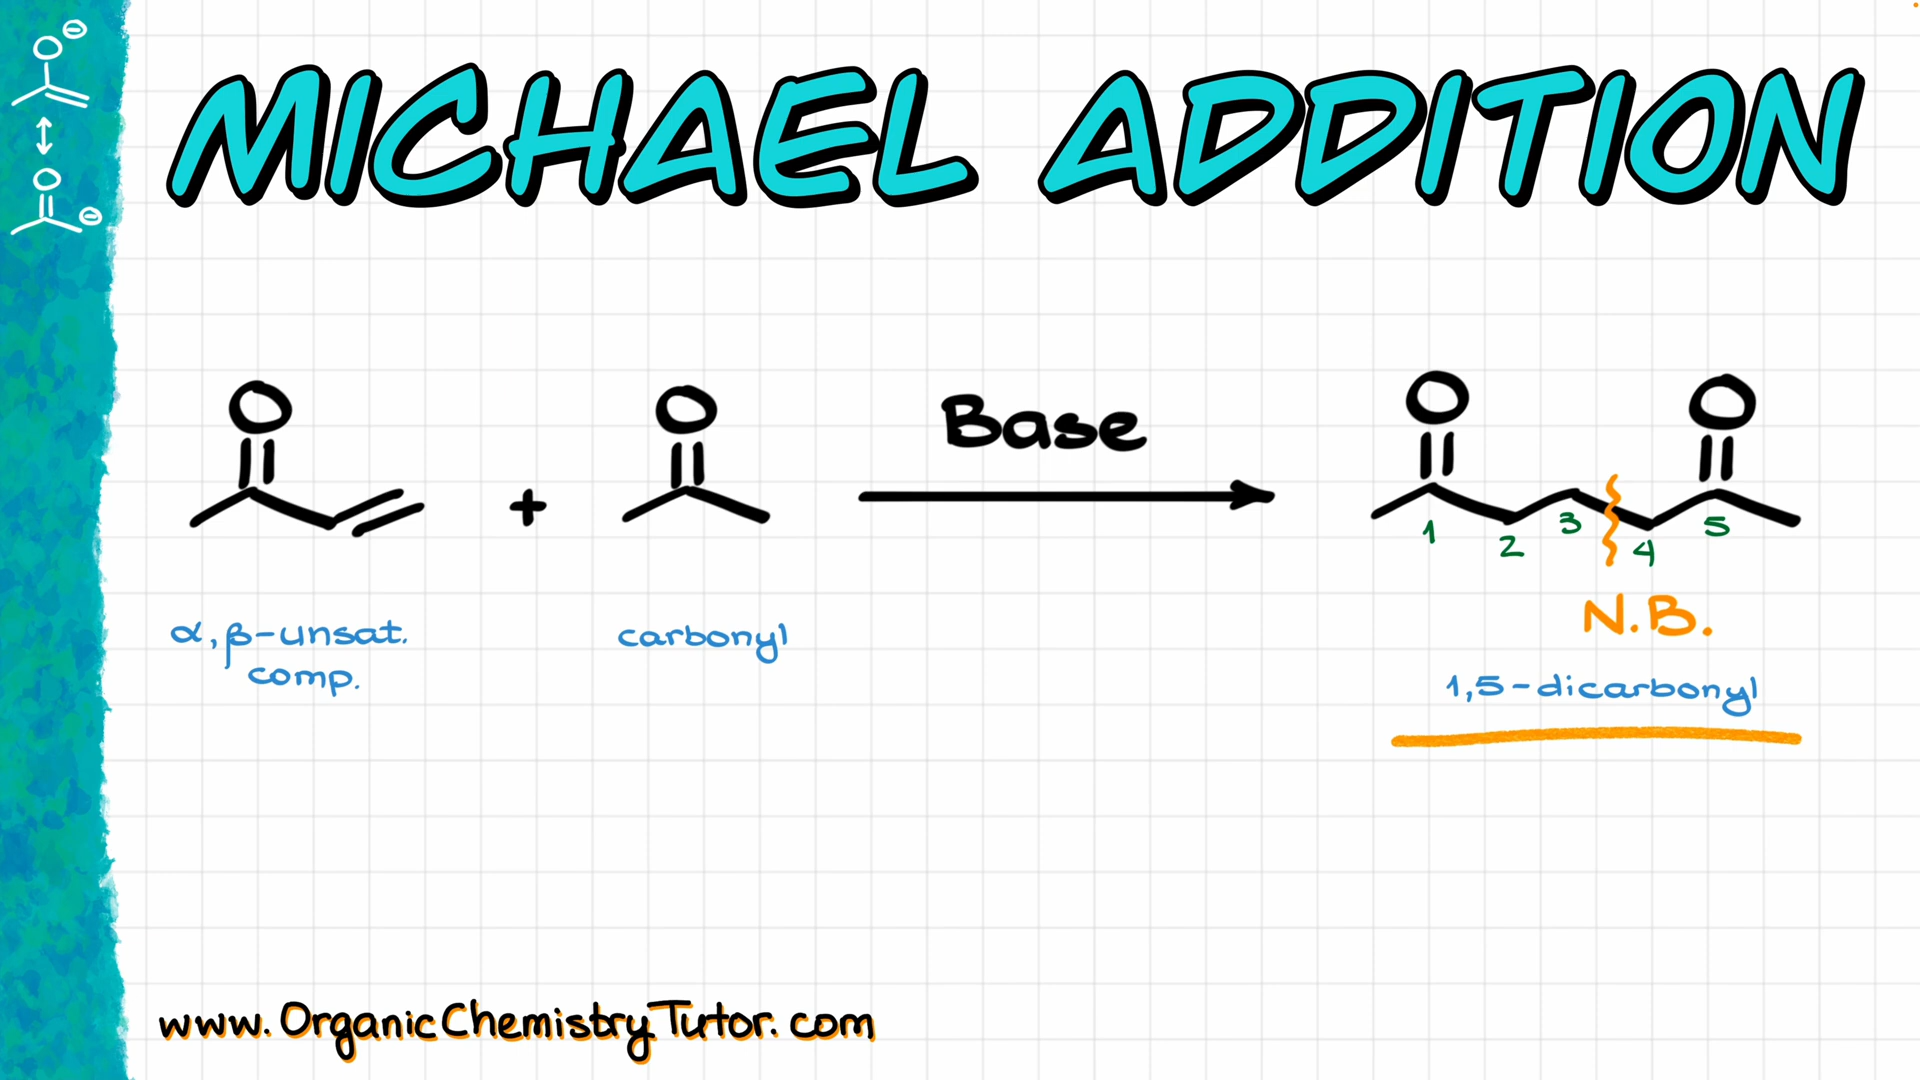 MICHAEL ADDITION
O⊖
O
⊖
O
O
O
O
+
Base
1 2 3 4 5
N.B.
α,β-unsat.
comp.
carbonyl
1,5-dicarbonyl
www.OrganicChemistryTutor.com